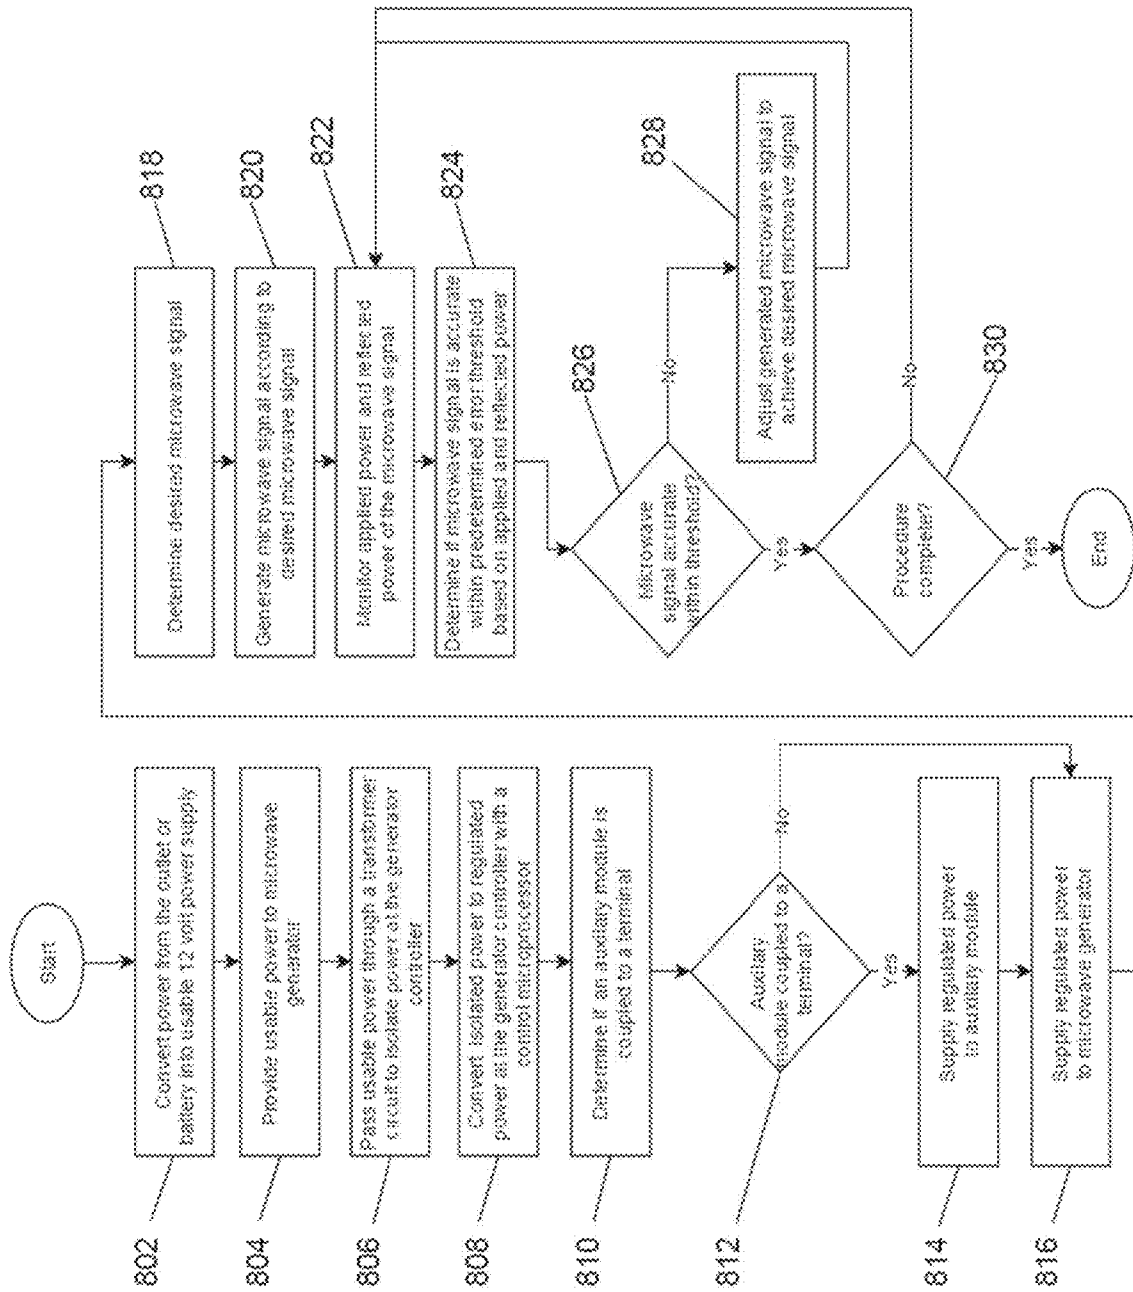 Start
Convert power from the outlet or
battery into usable 12 volt power supply
802
Provide usable power to microwave
generator
804
Pass usable power through a transformer
circuit to isolate power at the generator
controller
806
Convert isolated power to regulated
power at the generator controller with a
control microprocessor
808
Determine if an auxiliary module is
coupled to a terminal
810
Auxiliary
module coupled to a
terminal?
812
No
Yes
Supply regulated power
to auxiliary module
814
Supply regulated power
to microwave generator
816
Determine desired microwave signal
818
Generate microwave signal according to
desired microwave signal
820
Monitor applied power and reflected
power of the microwave signal
822
Determine if microwave signal is accurate
within predetermined error threshold
based on applied and reflected power
824
Microwave
signal accurate
within threshold?
826
No
Yes
Adjust generated microwave signal to
achieve desired microwave signal
828
Procedure
complete?
830
No
Yes
End